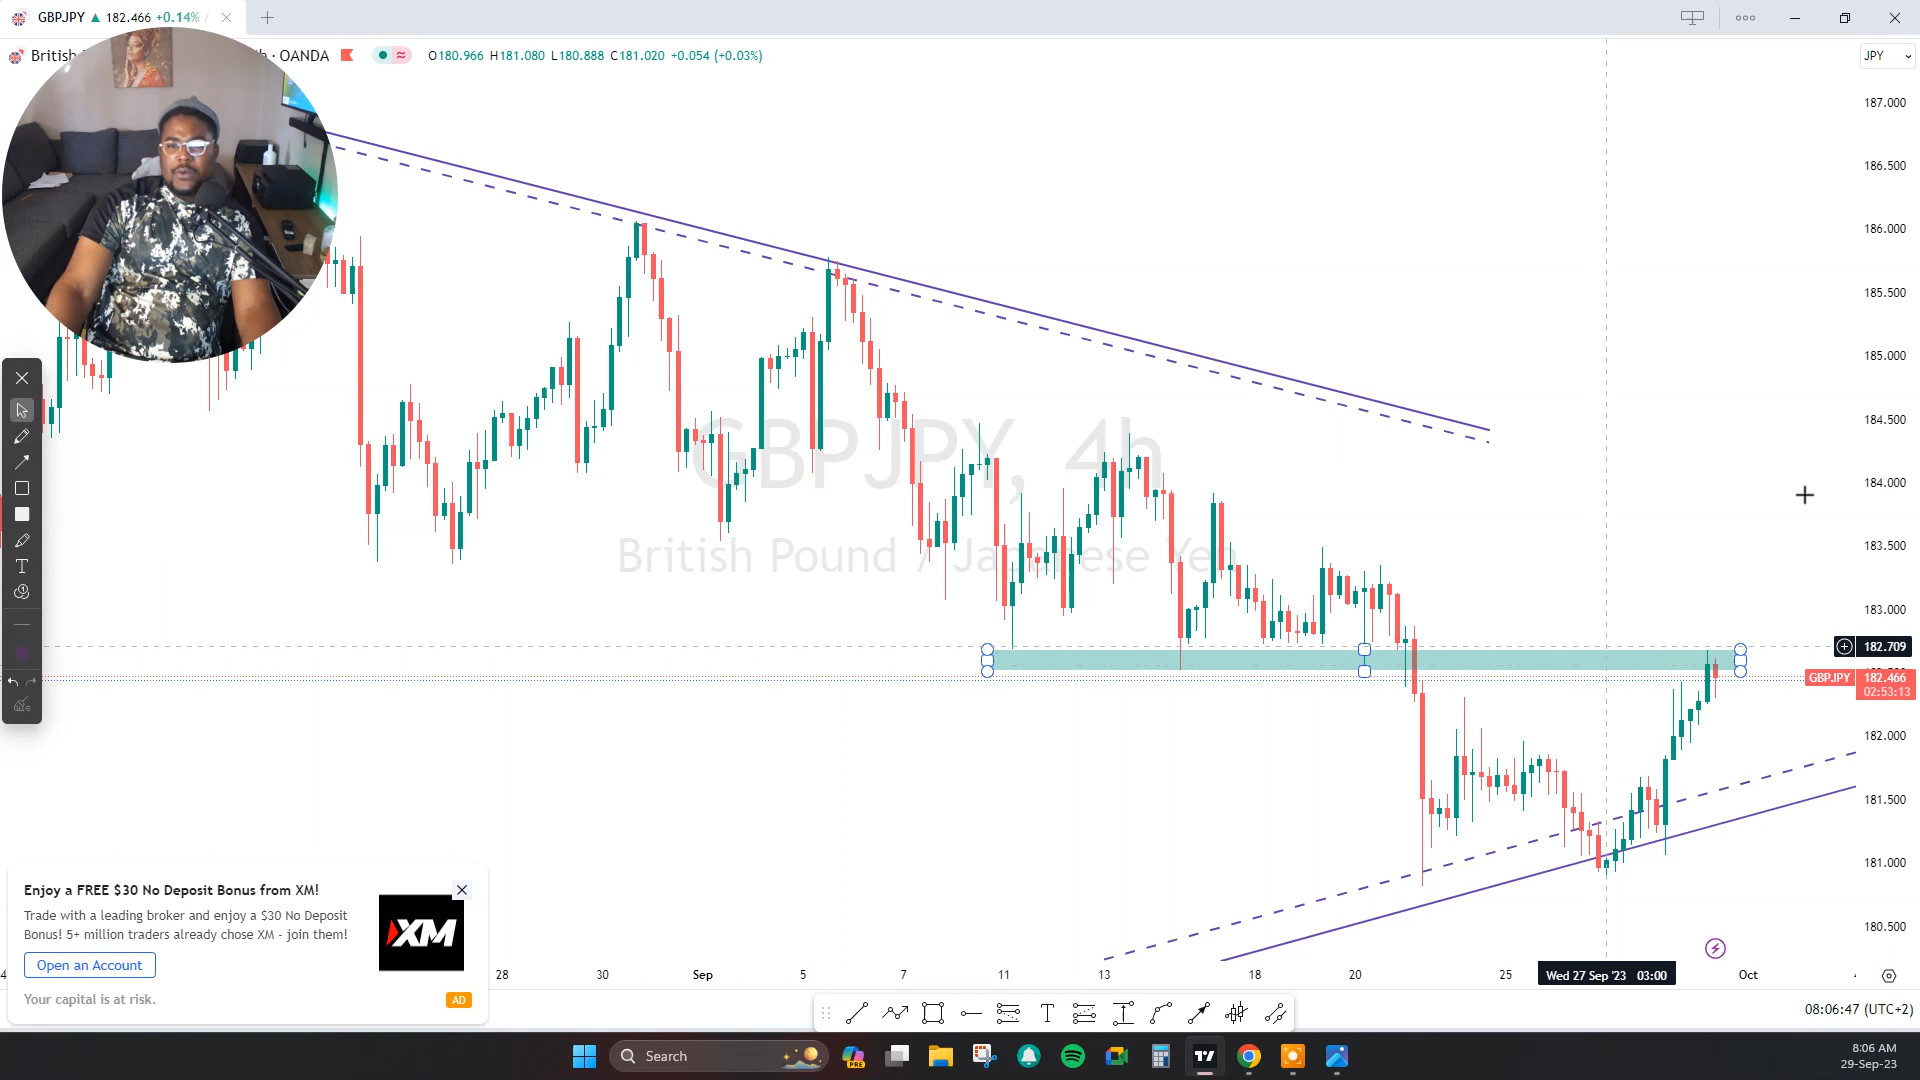 GBPJPY ▲ 182.466 +0.14% /
British · OANDA O180.966 H181.080 L180.888 C181.020 +0.054 (+0.03%)
JPY
187.000
186.500
186.000
185.500
185.000
184.500
184.000
183.500
183.000
182.709
GBPJPY 182.466
02:53:13
182.000
181.500
181.000
180.500
GBPJPY, 4h
British Pound / Japanese Yen
Enjoy a FREE $30 No Deposit Bonus from XM!
Trade with a leading broker and enjoy a $30 No Deposit
Bonus! 5+ million traders already chose XM - join them!
Open an Account
Your capital is at risk.
AD
XM
28 30 Sep 5 7 11 13 18 20 25 Wed 27 Sep '23 03:00 Oct
08:06:47 (UTC+2)
Search
PRE
8:06 AM
29-Sep-23